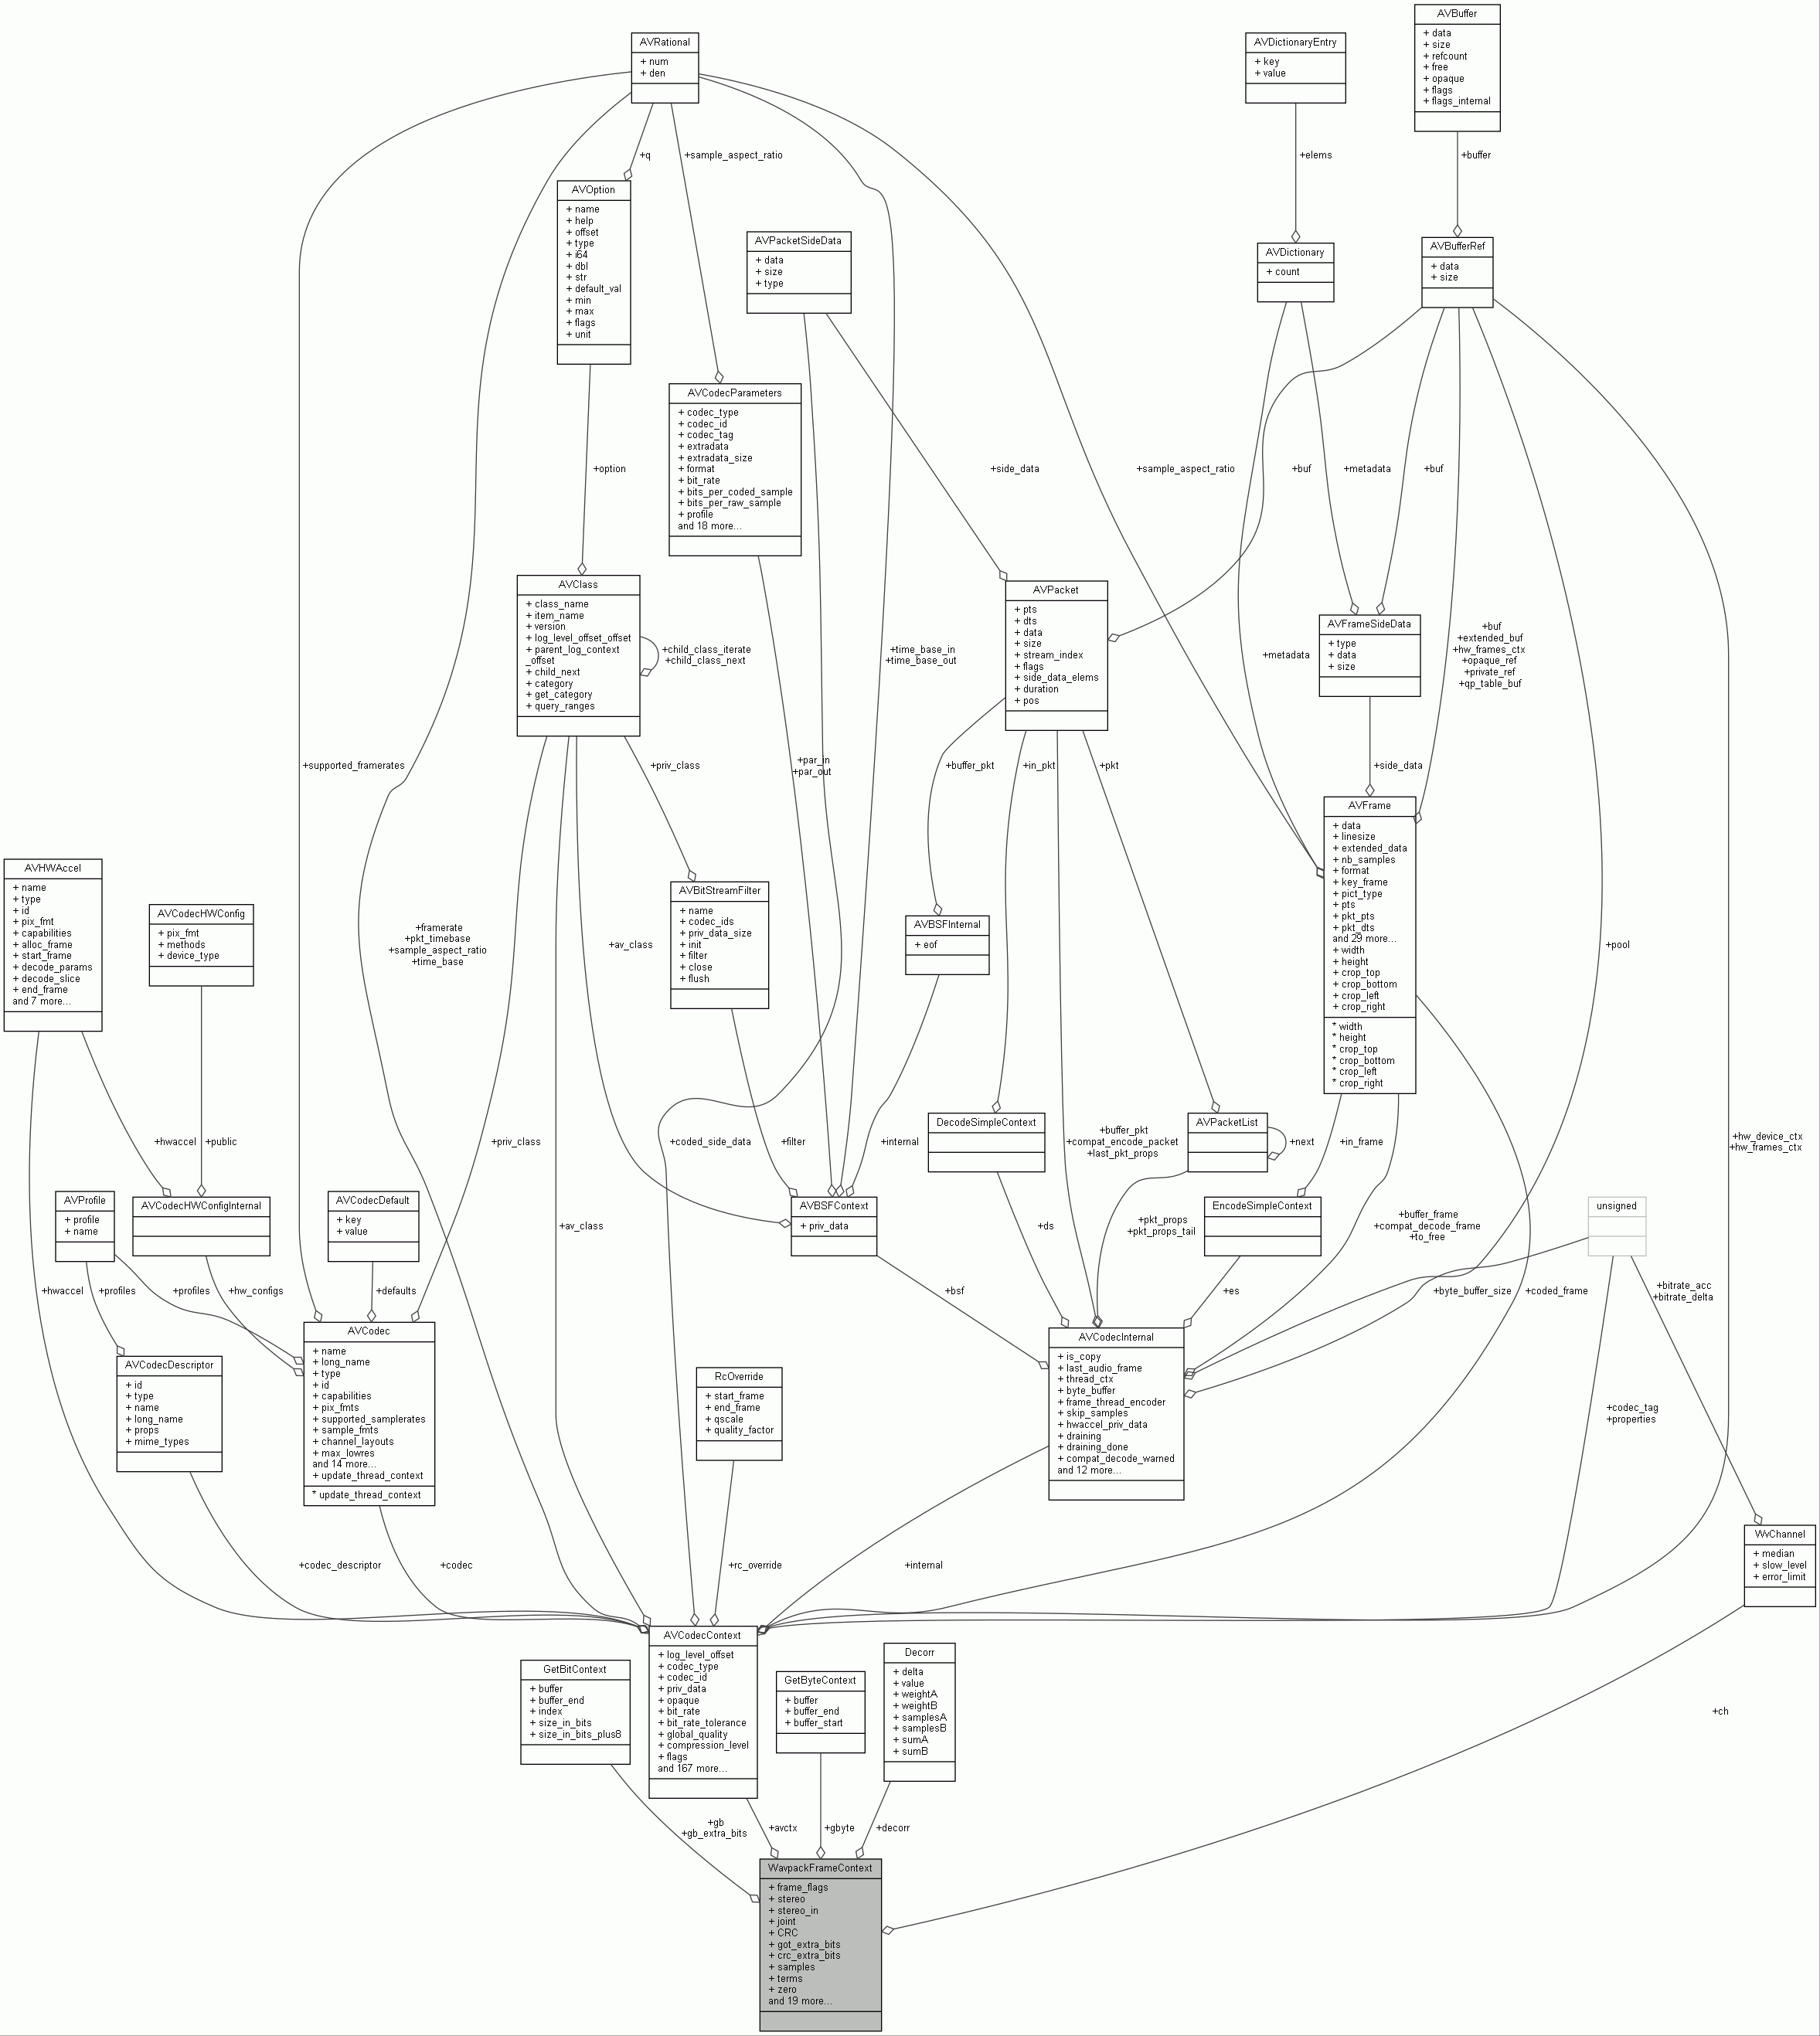 AVRational
+ num
+ den
AVDictionaryEntry
+ key
+ value
AVBuffer
+ data
+ size
+ refcount
+ free
+ opaque
+ flags
+ flags_internal
+q
+sample_aspect_ratio
+elems
+buffer
AVOption
+ name
+ help
+ offset
+ type
+ i64
+ dbl
+ str
+ default_val
+ min
+ max
+ flags
+ unit
AVPacketSideData
+ data
+ size
+ type
AVDictionary
+ count
AVBufferRef
+ data
+ size
AVCodecParameters
+ codec_type
+ codec_id
+ codec_tag
+ extradata
+ extradata_size
+ format
+ bit_rate
+ bits_per_coded_sample
+ bits_per_raw_sample
+ profile
and 18 more...
+option
+side_data
+sample_aspect_ratio
+buf
+metadata
+buf
AVClass
+ class_name
+ item_name
+ version
+ log_level_offset_offset
+ parent_log_context
_offset
+ child_next
+ category
+ get_category
+ query_ranges
+child_class_iterate
+child_class_next
+time_base_in
+time_base_out
AVPacket
+ pts
+ dts
+ data
+ size
+ stream_index
+ flags
+ side_data_elems
+ duration
+ pos
+metadata
AVFrameSideData
+ type
+ data
+ size
+buf
+extended_buf
+hw_frames_ctx
+opaque_ref
+private_ref
+qp_table_buf
+supported_framerates
+priv_class
+par_in
+par_out
+buffer_pkt
+in_pkt
+pkt
+side_data
AVFrame
+ data
+ linesize
+ extended_data
+ nb_samples
+ format
+ key_frame
+ pict_type
+ pts
+ pkt_pts
+ pkt_dts
and 29 more...
+ width
+ height
+ crop_top
+ crop_bottom
+ crop_left
+ crop_right
* width
* height
* crop_top
* crop_bottom
* crop_left
* crop_right
AVHWAccel
+ name
+ type
+ id
+ pix_fmt
+ capabilities
+ alloc_frame
+ start_frame
+ decode_params
+ decode_slice
+ end_frame
and 7 more...
AVCodecHWConfig
+ pix_fmt
+ methods
+ device_type
+framerate
+pkt_timebase
+sample_aspect_ratio
+time_base
+av_class
AVBitStreamFilter
+ name
+ codec_ids
+ priv_data_size
+ init
+ filter
+ close
+ flush
AVBSFInternal
+ eof
+pool
+hwaccel
+public
+priv_class
+coded_side_data
+filter
+internal
DecodeSimpleContext
+buffer_pkt
+compat_encode_packet
+last_pkt_props
AVPacketList
+next
+in_frame
+hw_device_ctx
+hw_frames_ctx
AVProfile
+ profile
+ name
AVCodecHWConfigInternal
AVCodecDefault
+ key
+ value
+av_class
AVBSFContext
+ priv_data
+ds
+pkt_props
+pkt_props_tail
EncodeSimpleContext
+buffer_frame
+compat_decode_frame
+to_free
unsigned
+hwaccel
+profiles
+profiles
+hw_configs
+defaults
+bsf
+es
+byte_buffer_size
+coded_frame
+bitrate_acc
+bitrate_delta
AVCodecDescriptor
+ id
+ type
+ name
+ long_name
+ props
+ mime_types
AVCodec
+ name
+ long_name
+ type
+ id
+ capabilities
+ pix_fmts
+ supported_samplerates
+ sample_fmts
+ channel_layouts
+ max_lowres
and 14 more...
+ update_thread_context
* update_thread_context
RcOverride
+ start_frame
+ end_frame
+ qscale
+ quality_factor
AVCodecInternal
+ is_copy
+ last_audio_frame
+ thread_ctx
+ byte_buffer
+ frame_thread_encoder
+ skip_samples
+ hwaccel_priv_data
+ draining
+ draining_done
+ compat_decode_warned
and 12 more...
+codec_tag
+properties
WvChannel
+ median
+ slow_level
+ error_limit
+codec_descriptor
+codec
+rc_override
+internal
GetBitContext
+ buffer
+ buffer_end
+ index
+ size_in_bits
+ size_in_bits_plus8
AVCodecContext
+ log_level_offset
+ codec_type
+ codec_id
+ priv_data
+ opaque
+ bit_rate
+ bit_rate_tolerance
+ global_quality
+ compression_level
+ flags
and 167 more...
GetByteContext
+ buffer
+ buffer_end
+ buffer_start
Decorr
+ delta
+ value
+ weightA
+ weightB
+ samplesA
+ samplesB
+ sumA
+ sumB
+ch
+gb
+gb_extra_bits
+avctx
+gbyte
+decorr
WavpackFrameContext
+ frame_flags
+ stereo
+ stereo_in
+ joint
+ CRC
+ got_extra_bits
+ crc_extra_bits
+ samples
+ terms
+ zero
and 19 more...